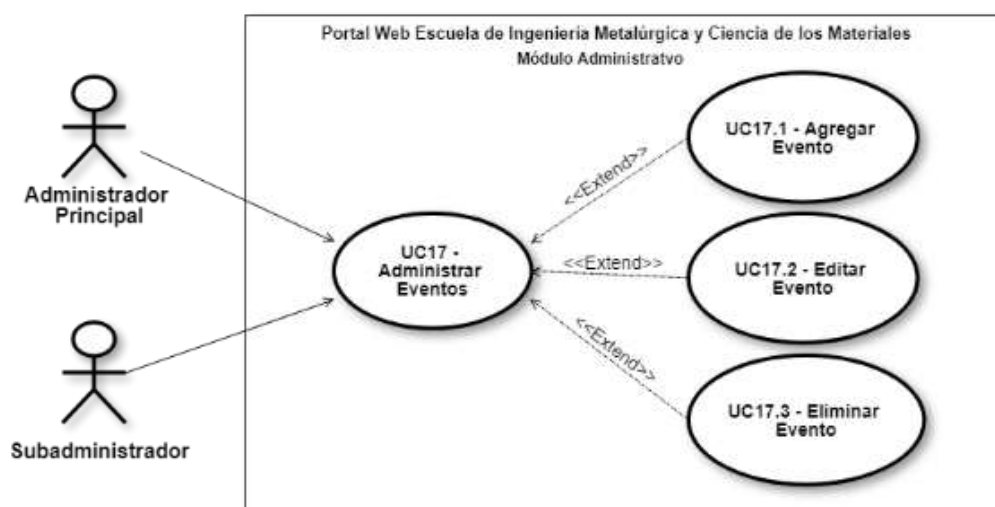 Portal Web Escuela de Ingeniería Metalúrgica y Ciencia de los Materiales
Módulo Administratvo
Administrador
Principal
Subadministrador
UC17 -
Administrar
Eventos
<<Extend>>
<<Extend>>
<<Extend>>
UC17.1 - Agregar
Evento
UC17.2 - Editar
Evento
UC17.3 - Eliminar
Evento